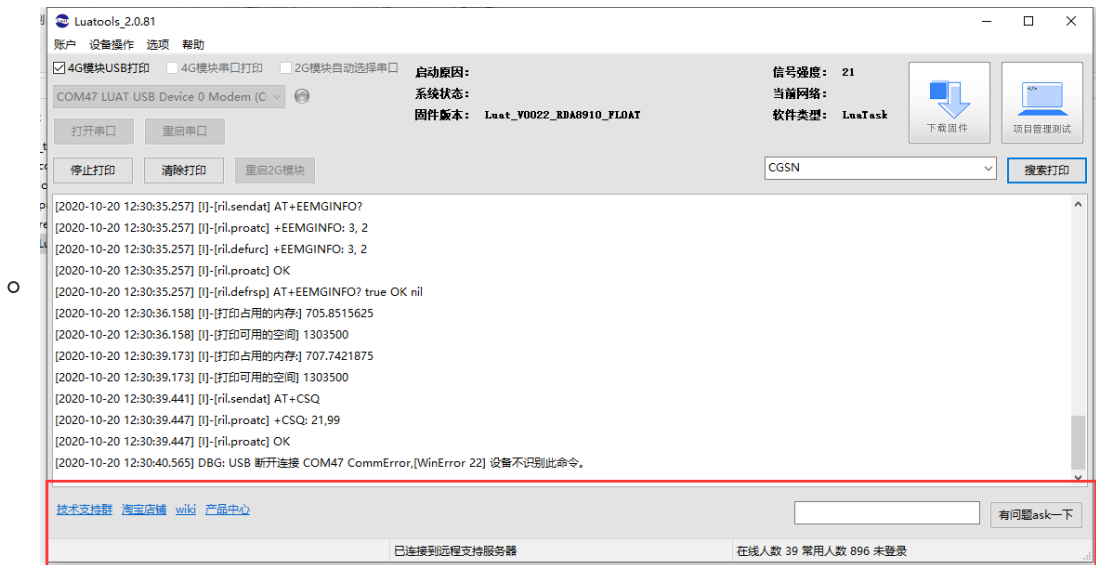 Luatools_2.0.81
账户 设备操作 选项 帮助
4G模块USB打印 4G模块串口打印 2G模块自动选择串口
启动原因:
信号强度: 21
COM47 LUAT USB Device 0 Modem (C
系统状态:
当前网络:
固件版本: Luat_V0022_RDA8910_FLOAT
软件类型: LuaTask
下载固件
项目管理测试
打开串口 重启串口
停止打印 清除打印 重启2G模块
CGSN
搜索打印
[2020-10-20 12:30:35.257] [I]-[ril.sendat] AT+EEMGINFO?
[2020-10-20 12:30:35.257] [I]-[ril.proatc] +EEMGINFO: 3, 2
[2020-10-20 12:30:35.257] [I]-[ril.defurc] +EEMGINFO: 3, 2
[2020-10-20 12:30:35.257] [I]-[ril.proatc] OK
[2020-10-20 12:30:35.257] [I]-[ril.defrsp] AT+EEMGINFO? true OK nil
[2020-10-20 12:30:36.158] [I]-[打印占用的内存:] 705.8515625
[2020-10-20 12:30:36.158] [I]-[打印可用的空间] 1303500
[2020-10-20 12:30:39.173] [I]-[打印占用的内存:] 707.7421875
[2020-10-20 12:30:39.173] [I]-[打印可用的空间] 1303500
[2020-10-20 12:30:39.441] [I]-[ril.sendat] AT+CSQ
[2020-10-20 12:30:39.447] [I]-[ril.proatc] +CSQ: 21,99
[2020-10-20 12:30:39.447] [I]-[ril.proatc] OK
[2020-10-20 12:30:40.565] DBG: USB 断开连接 COM47 CommError,[WinError 22] 设备不识别此命令。
技术支持群 淘宝店铺 wiki 产品中心
有问题ask一下
已连接到远程支持服务器
在线人数 39 常用人数 896 未登录